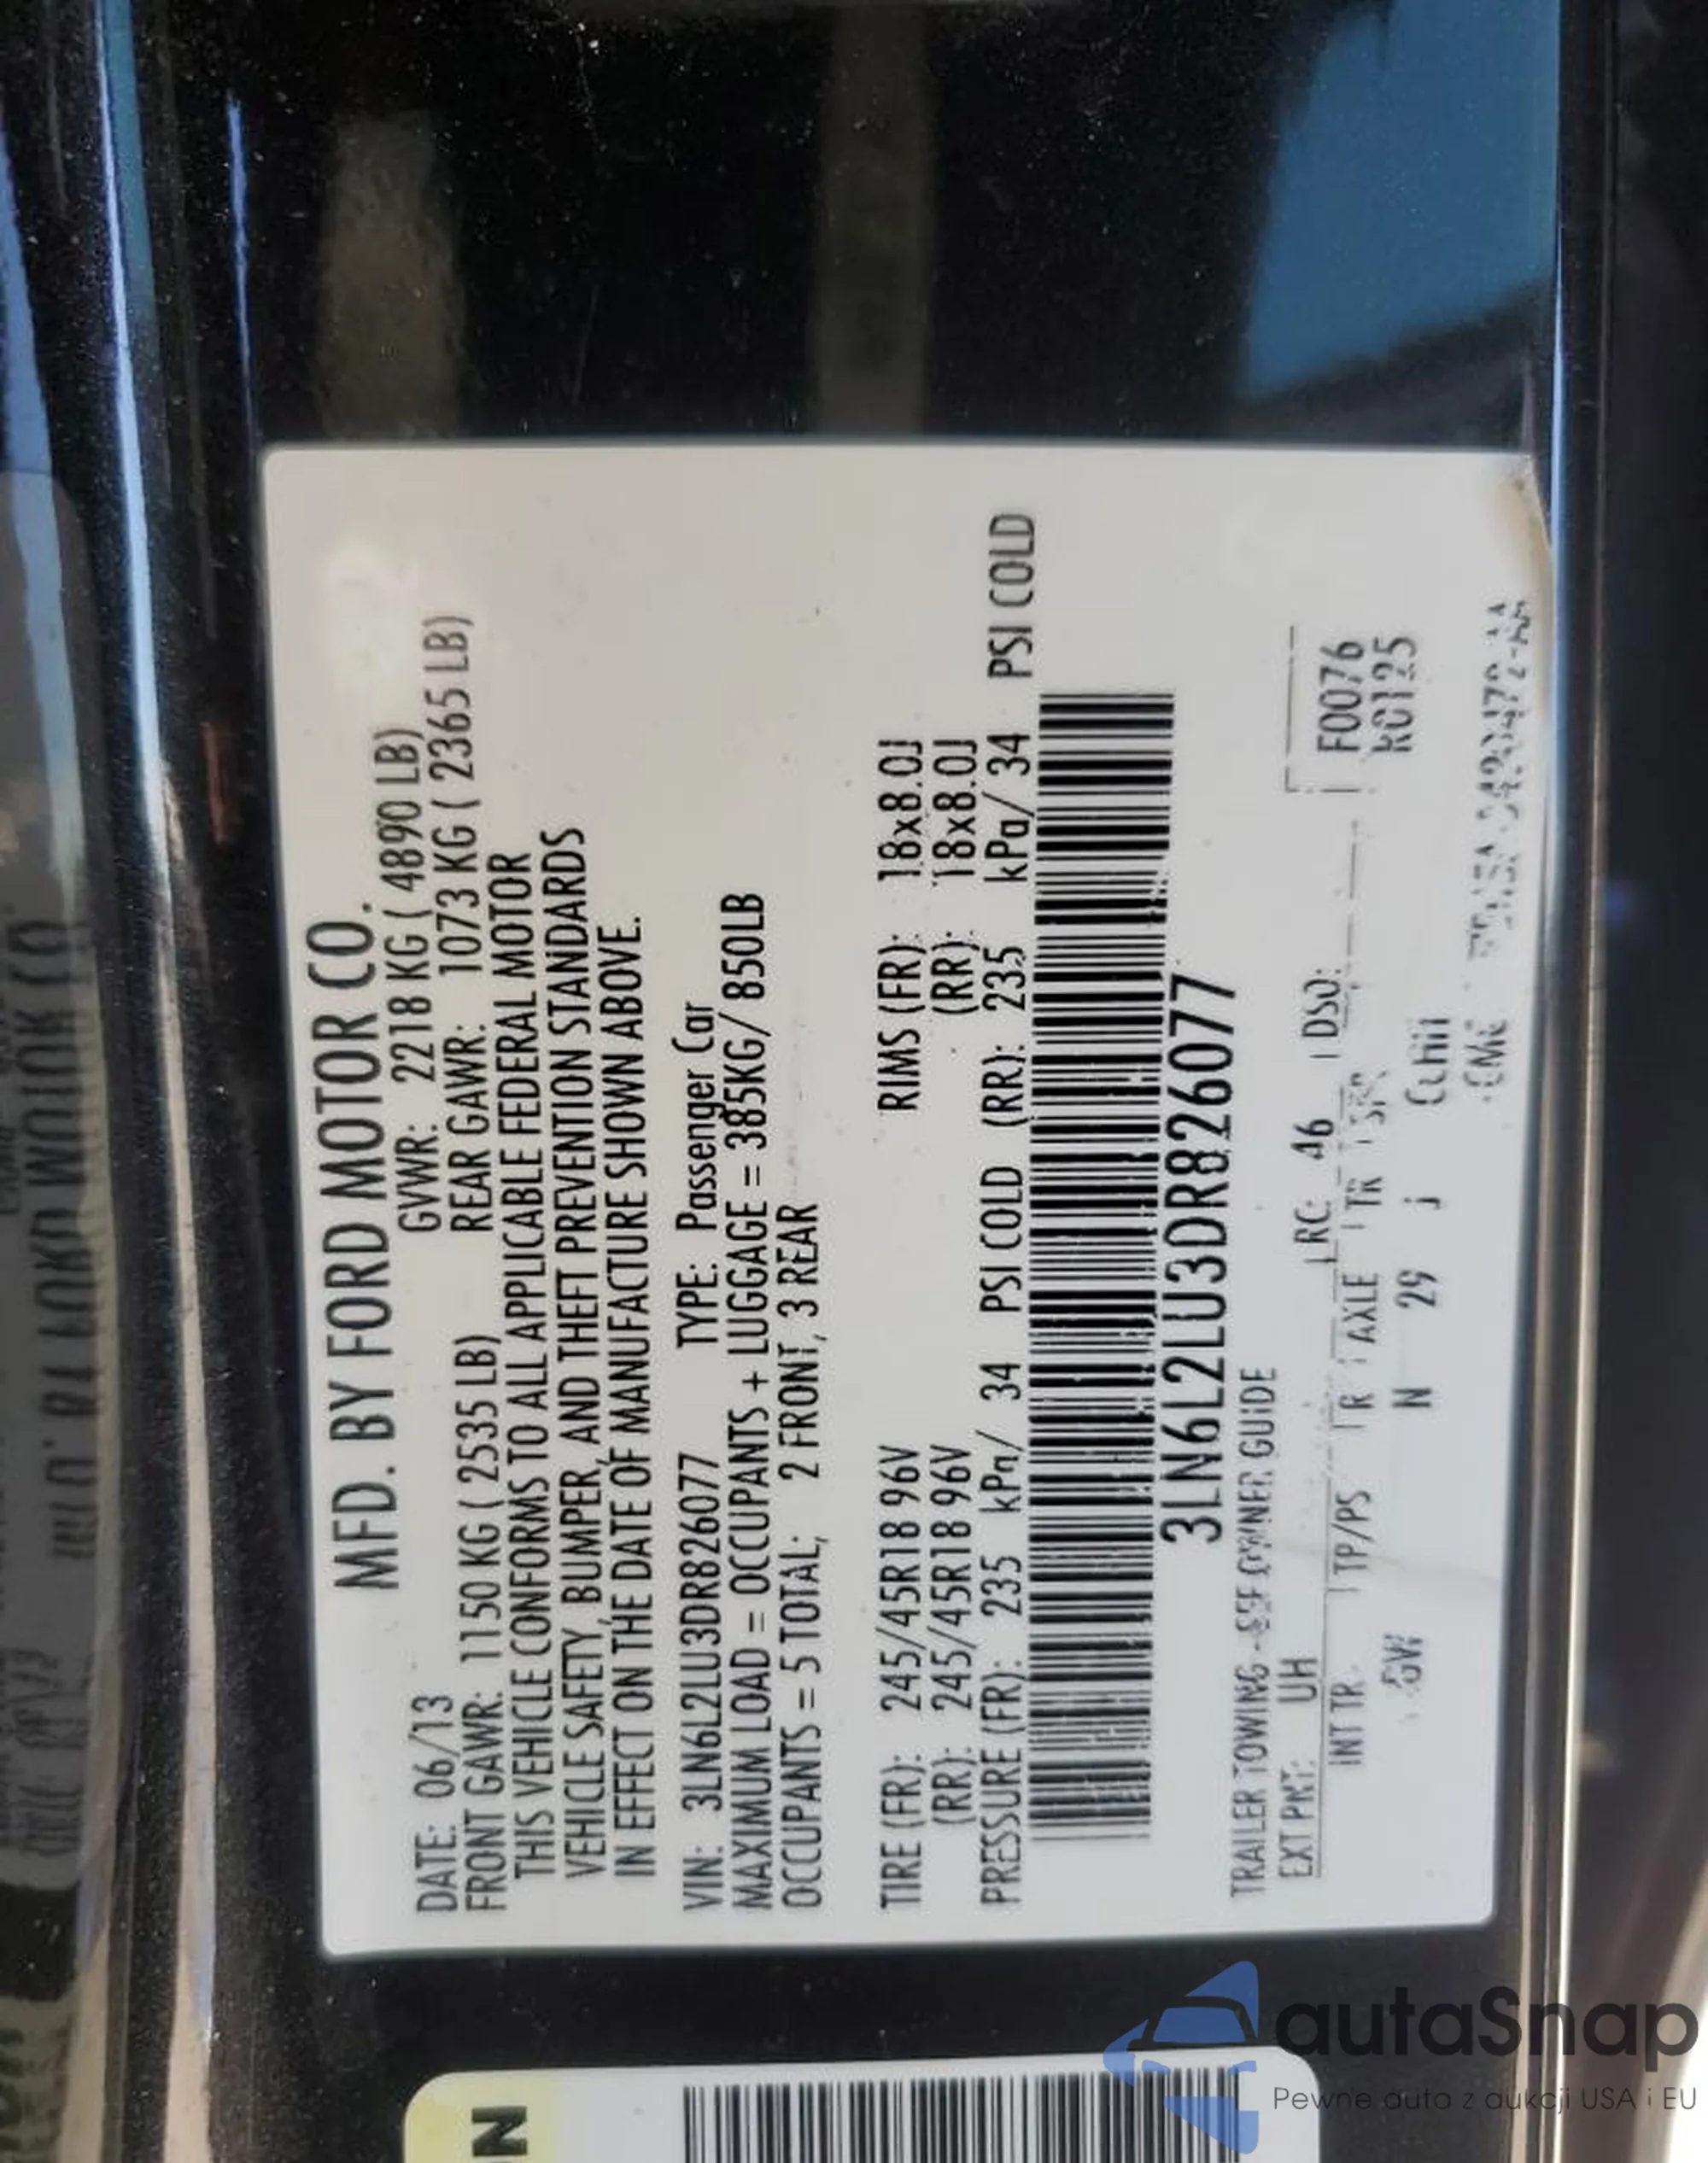 MFD. BY FORD MOTOR CO.
DATE: 06/13 GVWR: 2218 KG ( 4890 LB)
FRONT GAWR: 1150 KG ( 2535 LB) REAR GAWR: 1073 KG ( 2365 LB)
THIS VEHICLE CONFORMS TO ALL APPLICABLE FEDERAL MOTOR
VEHICLE SAFETY, BUMPER, AND THEFT PREVENTION STANDARDS
IN EFFECT ON THE DATE OF MANUFACTURE SHOWN ABOVE.
VIN: 3LN6L2LU3DR826077 TYPE: Passenger Car
MAXIMUM LOAD = OCCUPANTS + LUGGAGE = 385KG/ 850LB
OCCUPANTS = 5 TOTAL; 2 FRONT, 3 REAR
TIRE (FR): 245/45R18 96V RIMS (FR): 18x8.0J
(RR): 245/45R18 96V (RR): 18x8.0J
PRESSURE (FR): 235 kPa/ 34 PSI COLD (RR): 235 kPa/ 34 PSI COLD
3LN6L2LU3DR826077
TRAILER TOWING - SEE OWNER GUIDE
EXT PNT: UH RC: 46 DSO:
INT TR TP/PS R AXLE TR SPR F0076
N 29 J R0125
autaSnap
Pewne auta z aukcji USA i EU